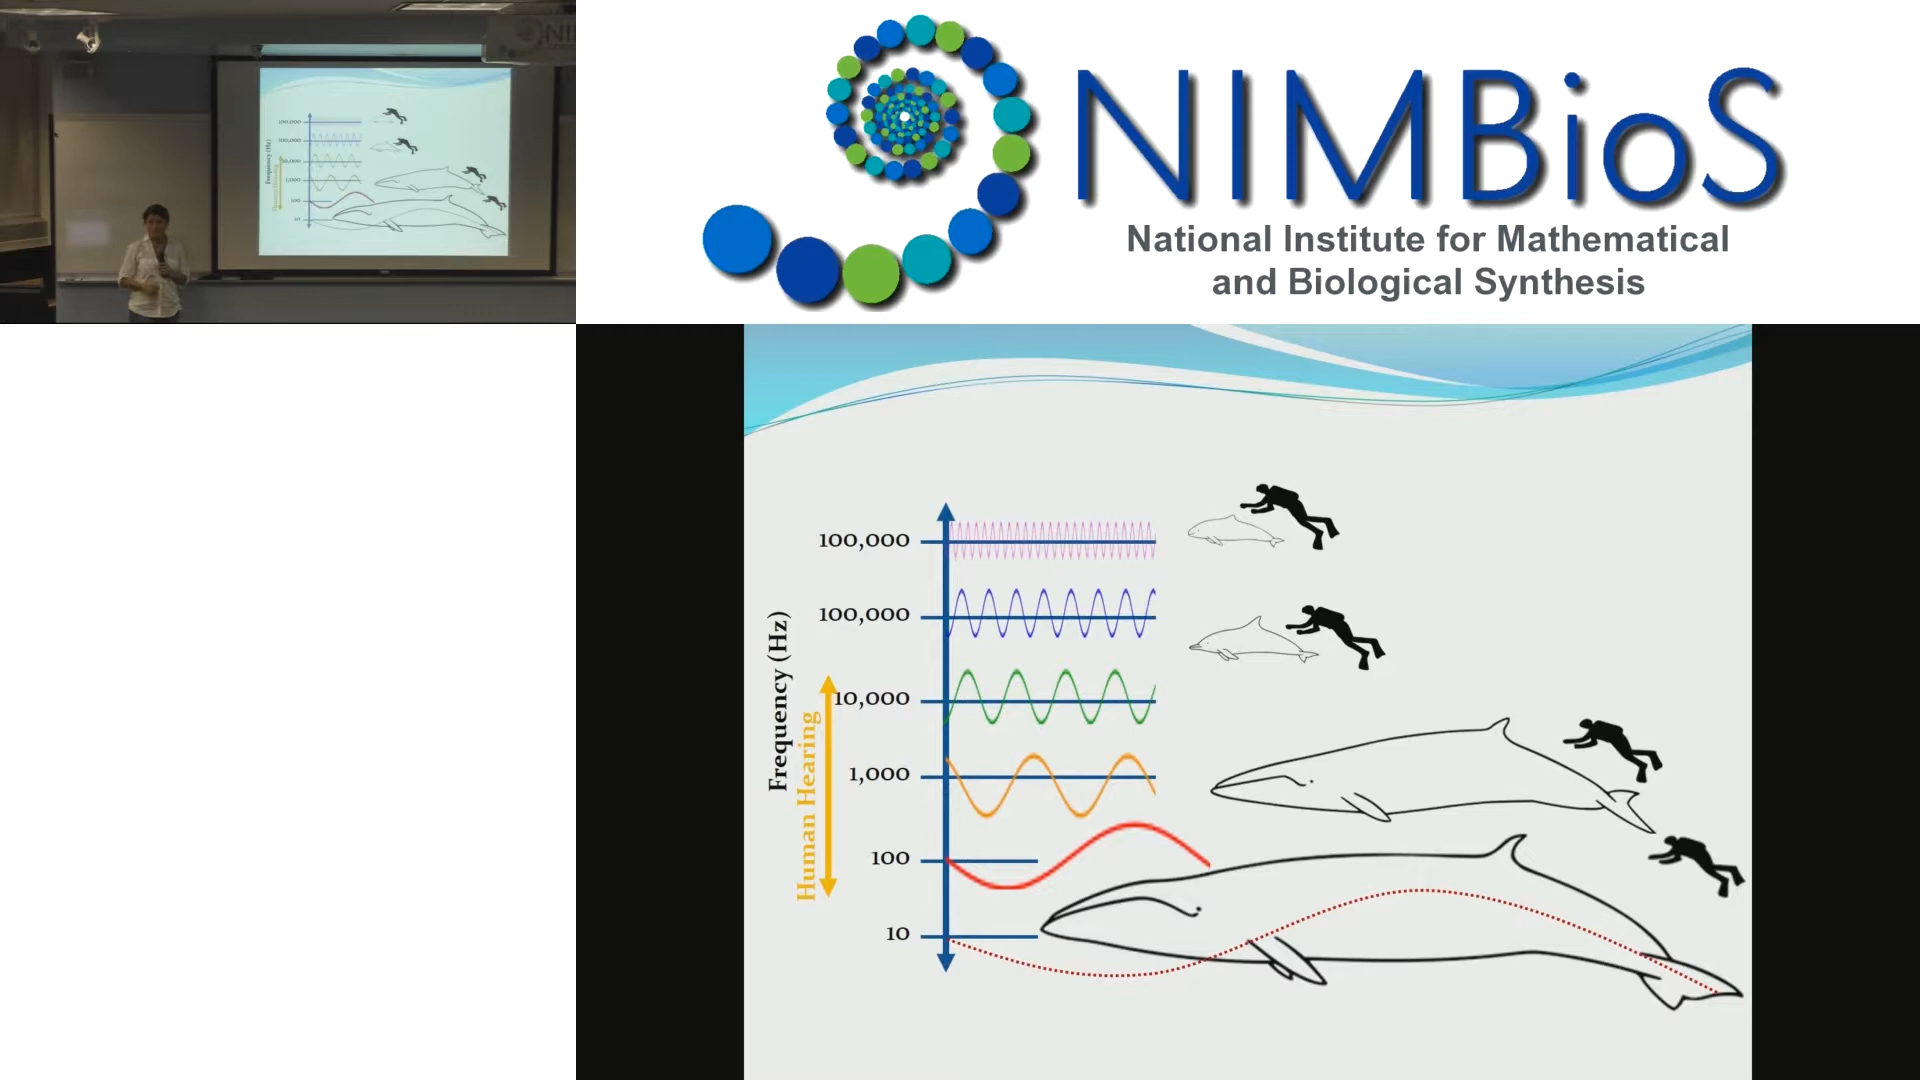 NIMBioS
National Institute for Mathematical
and Biological Synthesis
Frequency (Hz)
Human Hearing
100,000
100,000
10,000
1,000
100
10